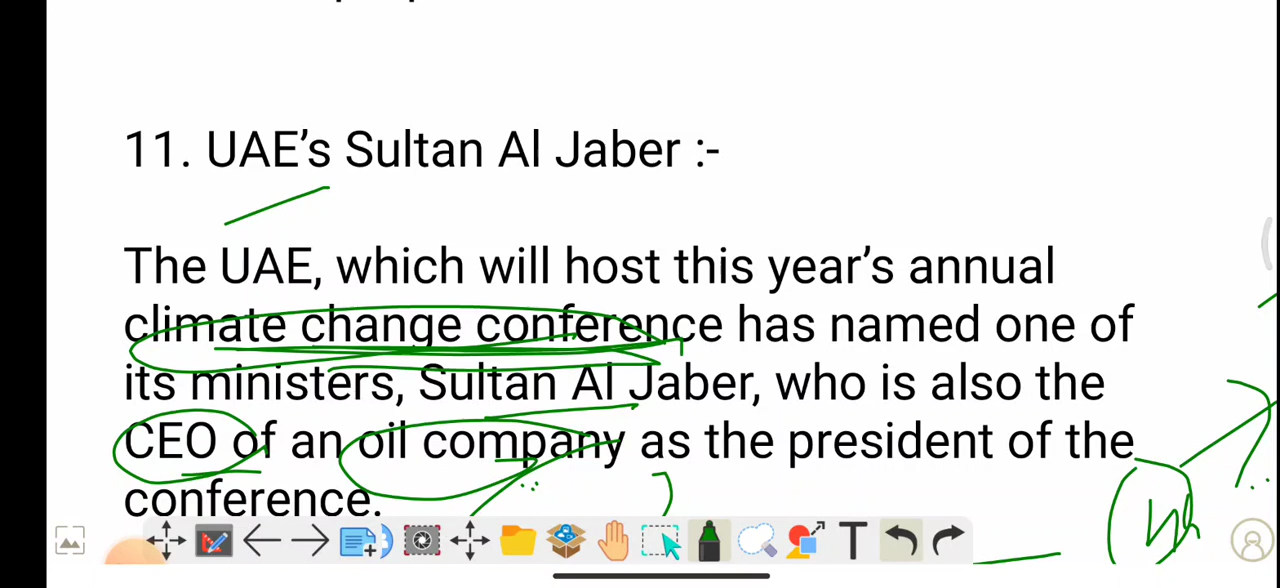 11. UAE’s Sultan Al Jaber :-
The UAE, which will host this year’s annual
climate change conference has named one of
its ministers, Sultan Al Jaber, who is also the
CEO of an oil company as the president of the
conference.